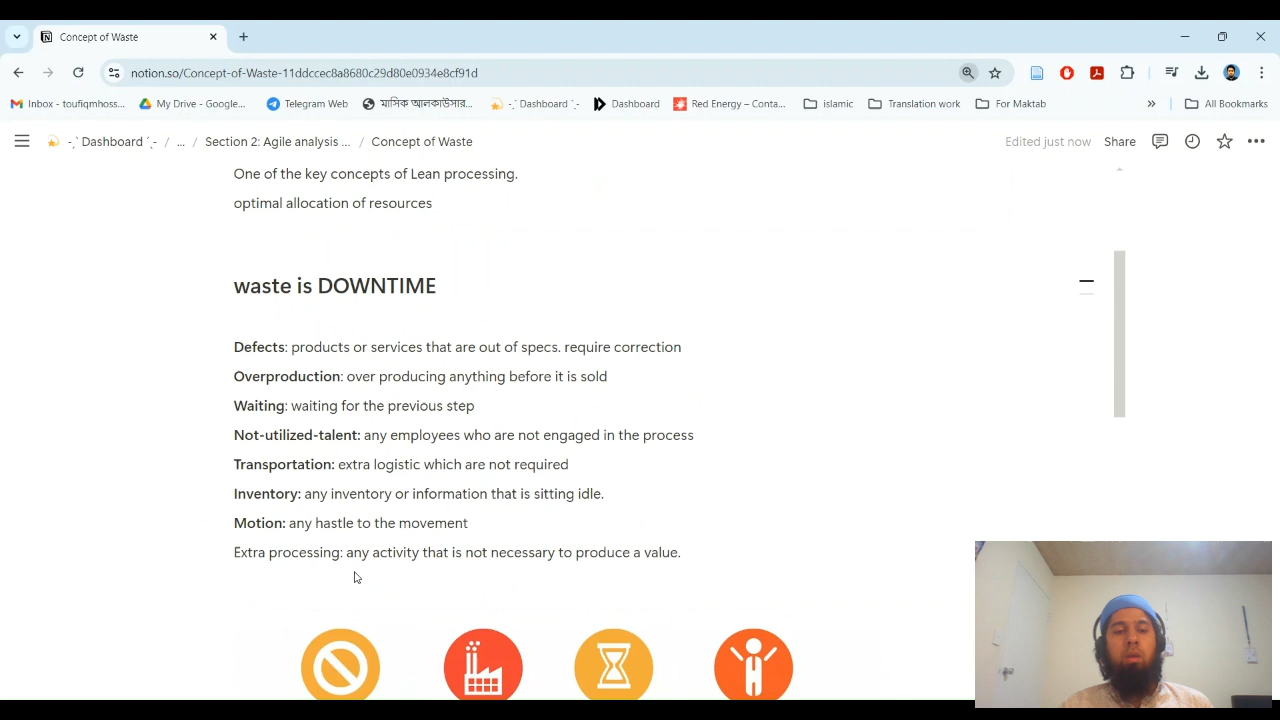 Concept of Waste
notion.so/Concept-of-Waste-11ddccec8a8680c29d80e0934e8cf91d
Inbox - toufiqmhoss...
My Drive - Google...
Telegram Web
মাসিক আলকাউসার...
-ˏˋ Dashboard ˊˎ-
Dashboard
Red Energy – Conta...
islamic
Translation work
For Maktab
»
All Bookmarks
-ˏˋ Dashboard ˊˎ- / ... / Section 2: Agile analysis ... / Concept of Waste
Edited just now
Share
One of the key concepts of Lean processing.
optimal allocation of resources
waste is DOWNTIME
Defects: products or services that are out of specs. require correction
Overproduction: over producing anything before it is sold
Waiting: waiting for the previous step
Not-utilized-talent: any employees who are not engaged in the process
Transportation: extra logistic which are not required
Inventory: any inventory or information that is sitting idle.
Motion: any hastle to the movement
Extra processing: any activity that is not necessary to produce a value.